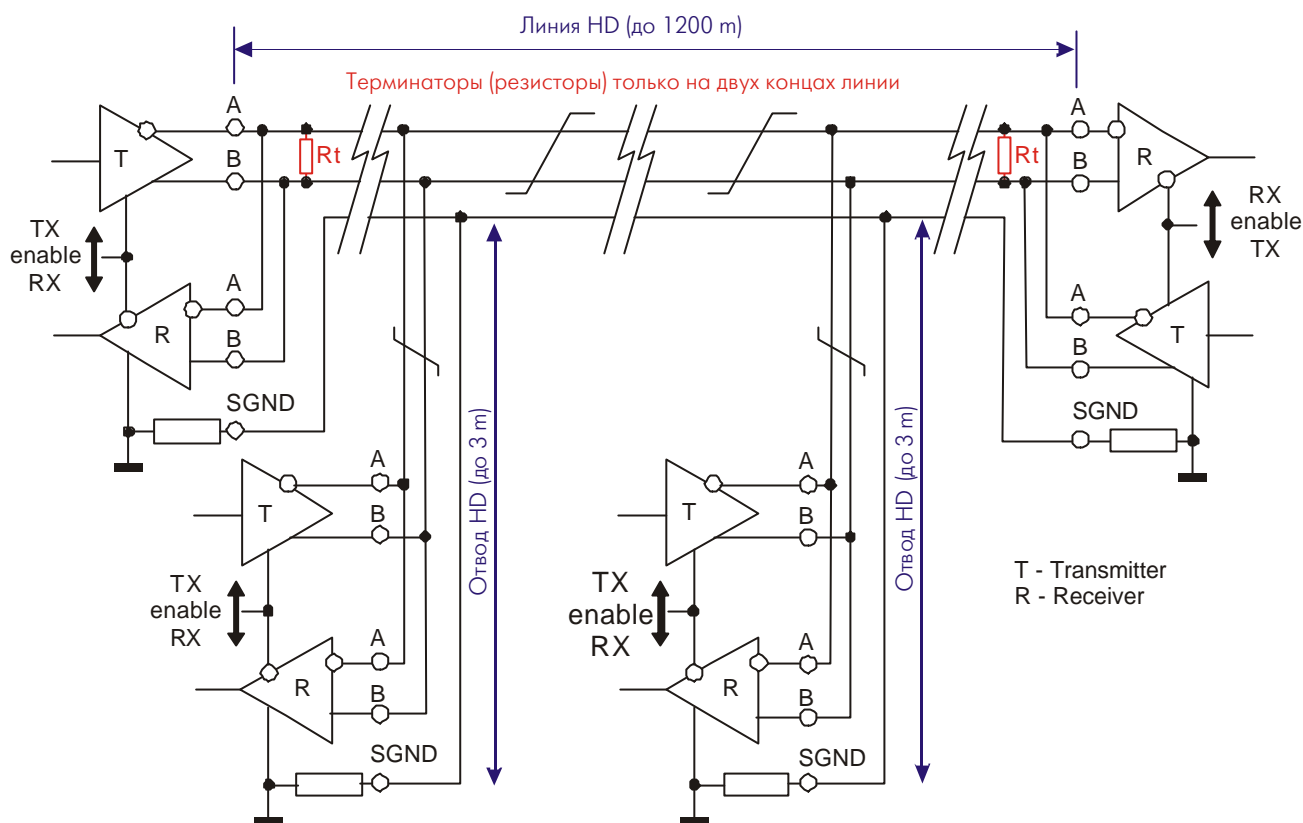 Линия HD (до 1200 m)
Терминаторы (резисторы) только на двух концах линии
A
A
T
B
Rt
Rt
B
R
TX
enable
RX
RX
enable
TX
A
A
R
B
B
T
SGND
SGND
Отвод HD (до 3 m)
Отвод HD (до 3 m)
A
A
T
B
T
B
T - Transmitter
R - Receiver
TX
enable
RX
TX
enable
RX
A
A
R
B
R
B
SGND
SGND